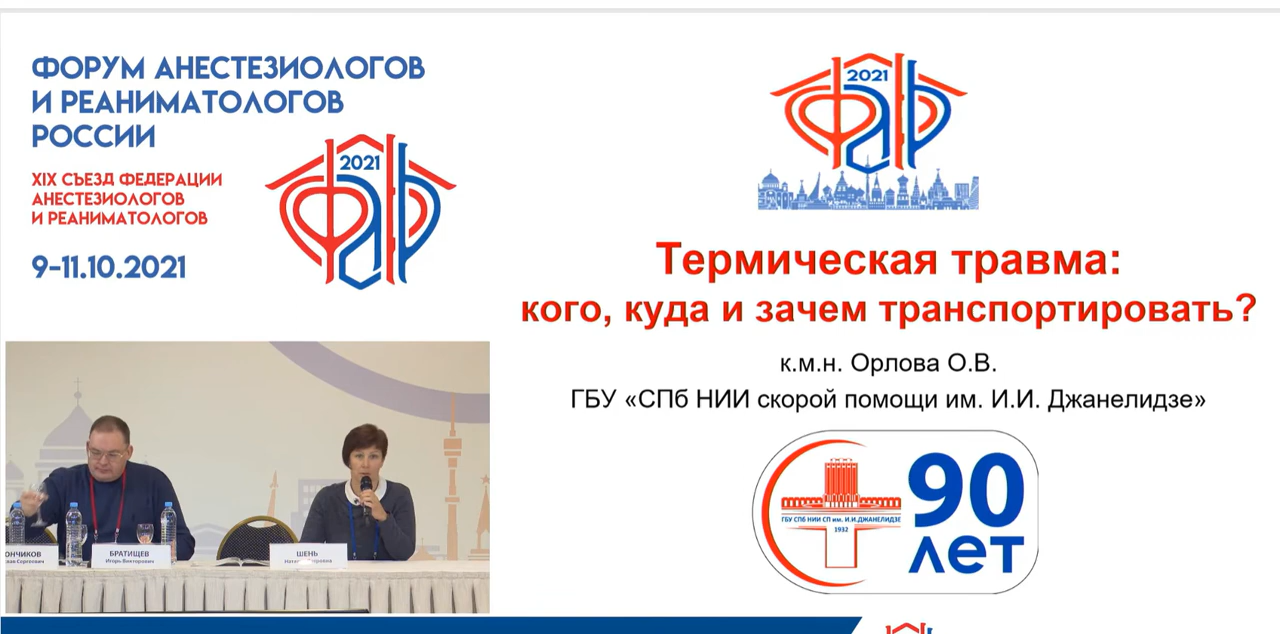 ФОРУМ АНЕСТЕЗИОЛОГОВ
И РЕАНИМАТОЛОГОВ
РОССИИ
XIX СЪЕЗД ФЕДЕРАЦИИ
АНЕСТЕЗИОЛОГОВ
И РЕАНИМАТОЛОГОВ
9-11.10.2021
2021
ФАР
2021
ФАР
Термическая травма:
кого, куда и зачем транспортировать?
к.м.н. Орлова О.В.
ГБУ «СПб НИИ скорой помощи им. И.И. Джанелидзе»
ГБУ СПБ НИИ СП им. И.И.ДЖАНЕЛИДЗЕ
1932
90
лет
БРАТИЩЕВ
Игорь Викторович
ШЕНЬ